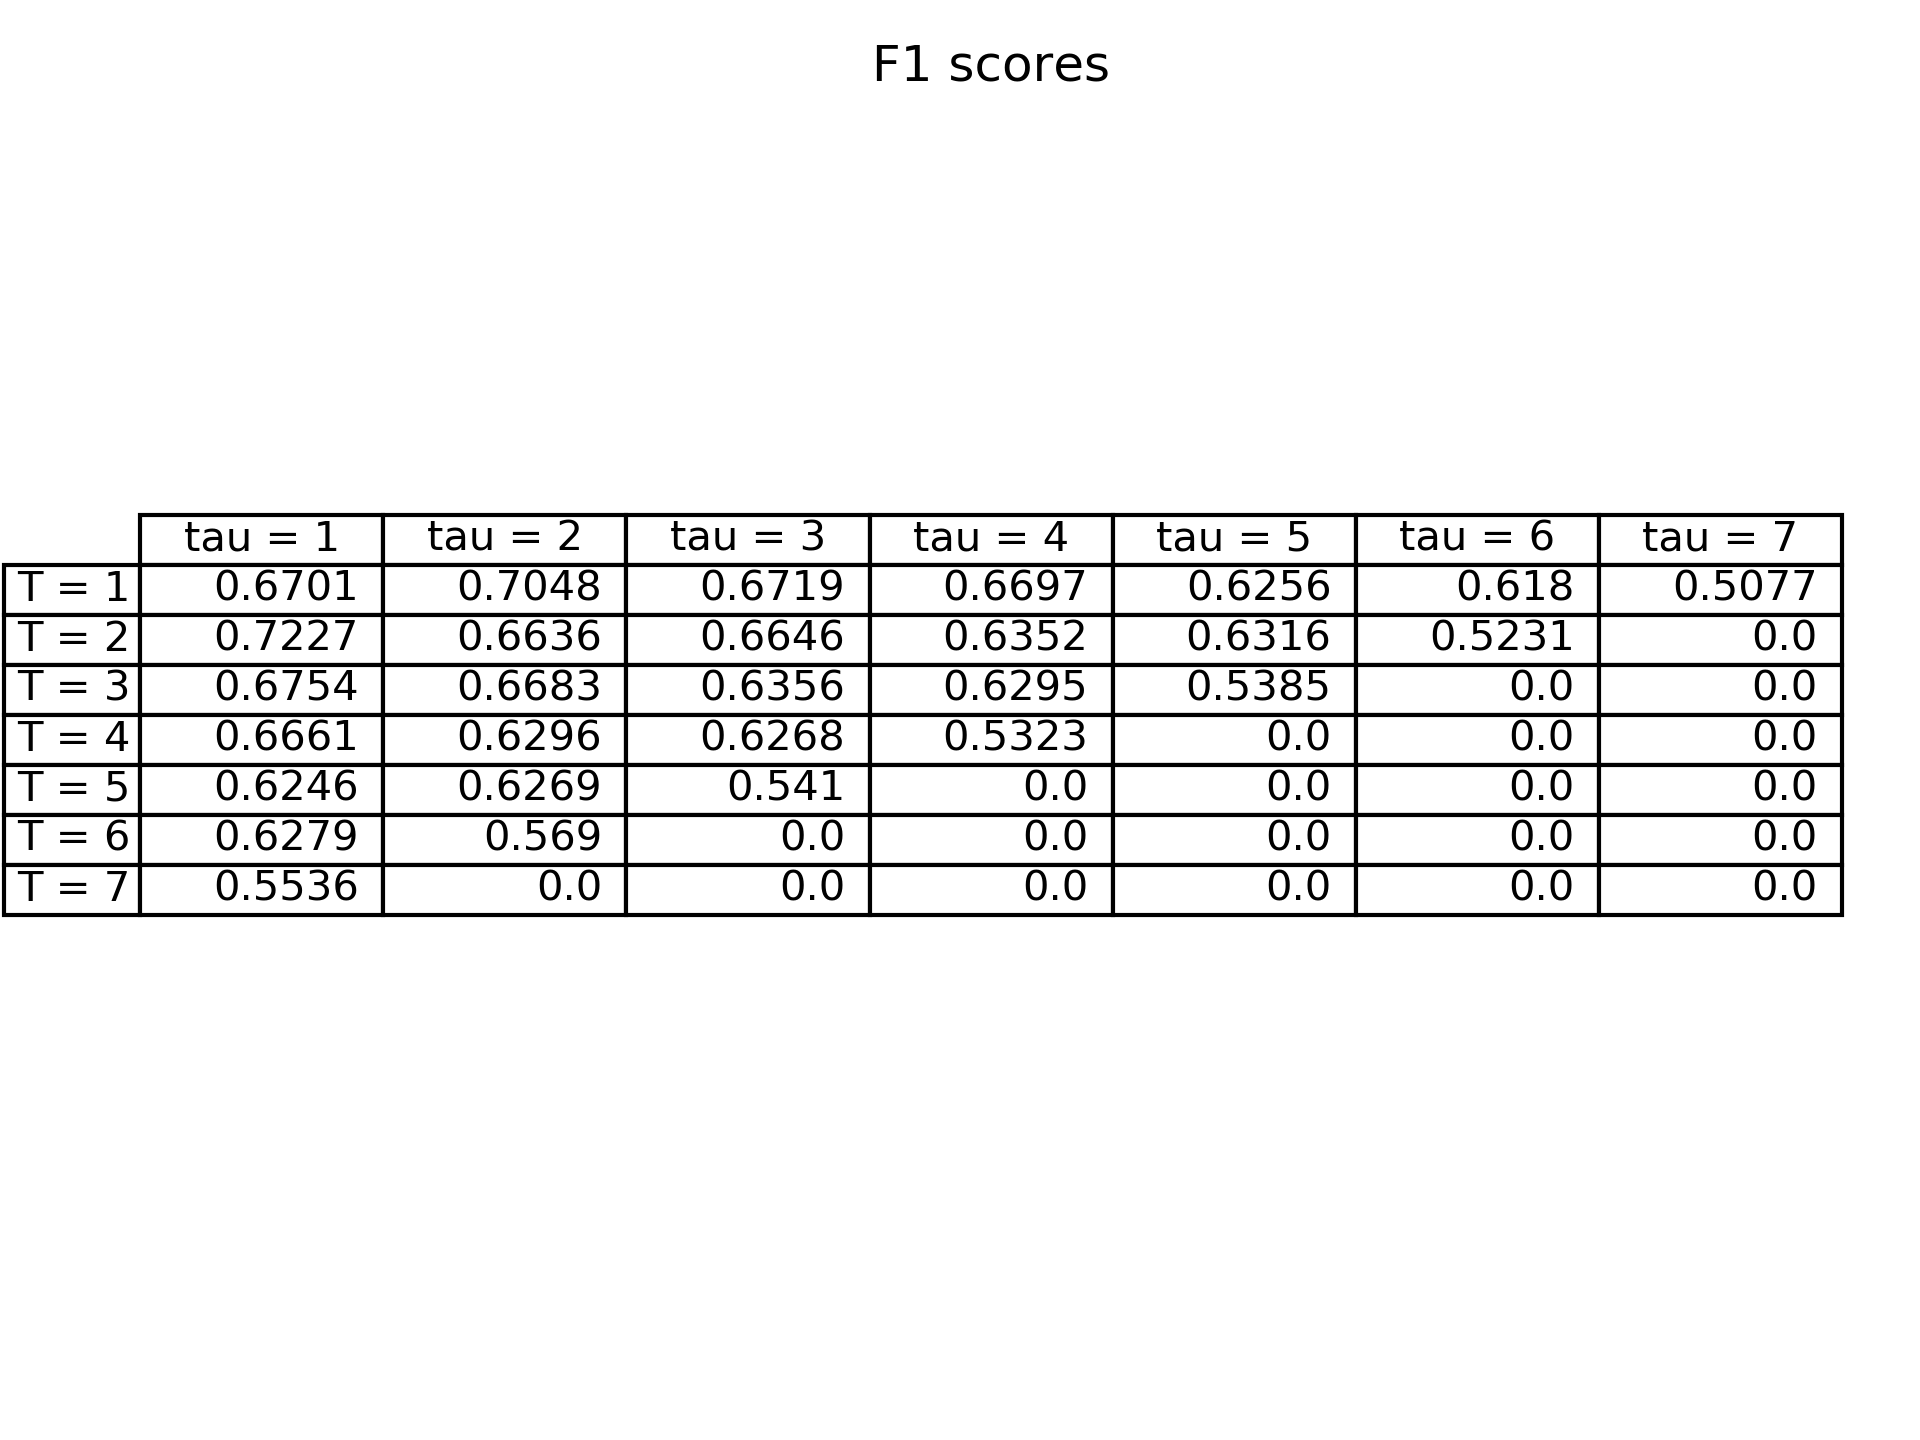 F1 scores
tau = 1 tau = 2 tau = 3 tau = 4 tau = 5 tau = 6 tau = 7
T = 1 0.6701 0.7048 0.6719 0.6697 0.6256 0.618 0.5077
T = 2 0.7227 0.6636 0.6646 0.6352 0.6316 0.5231 0.0
T = 3 0.6754 0.6683 0.6356 0.6295 0.5385 0.0 0.0
T = 4 0.6661 0.6296 0.6268 0.5323 0.0 0.0 0.0
T = 5 0.6246 0.6269 0.541 0.0 0.0 0.0 0.0
T = 6 0.6279 0.569 0.0 0.0 0.0 0.0 0.0
T = 7 0.5536 0.0 0.0 0.0 0.0 0.0 0.0